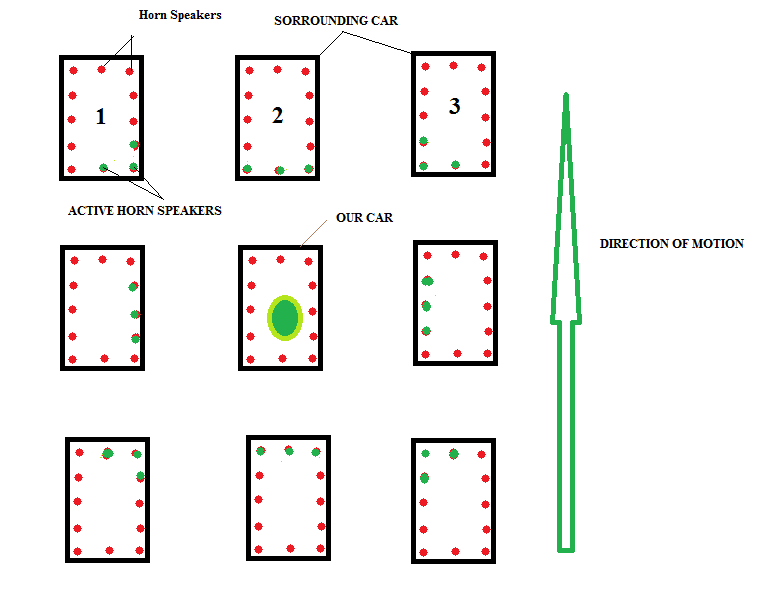 Horn Speakers
SORROUNDING CAR
1
2
3
ACTIVE HORN SPEAKERS
OUR CAR
DIRECTION OF MOTION